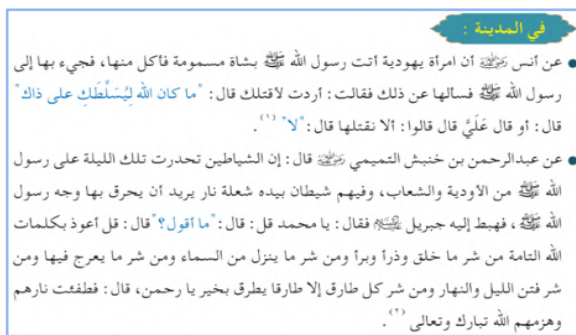 في المدينة :
• عن أنس رضي الله عنه أن امرأة يهودية أتت رسول الله ﷺ بشاة مسمومة فأكل منها، فجيء بها إلى
رسول الله ﷺ فسألها عن ذلك فقالت: أردت لأقتلك قال: "ما كان الله لِيُسَلِّطَكِ على ذاك"
قال: أو قال عَلَيَّ قال قالوا: ألا نقتلها قال: "لا" (١).
• عن عبدالرحمن بن خنبش التميمي رضي الله عنه قال: إن الشياطين تحدرت تلك الليلة على رسول
الله ﷺ من الأودية والشعاب، وفيهم شيطان بيده شعلة نار يريد أن يحرق بها وجه رسول
الله ﷺ، فهبط إليه جبريل عليه السلام فقال: يا محمد قل: قال: "ما أقول؟" قال: قل أعوذ بكلمات
الله التامة من شر ما خلق وذرأ وبرأ ومن شر ما ينزل من السماء ومن شر ما يعرج فيها ومن
شر فتن الليل والنهار ومن شر كل طارق إلا طارقا يطرق بخير يا رحمن، قال: فطفئت نارهم
وهزمهم الله تبارك وتعالى (٢).